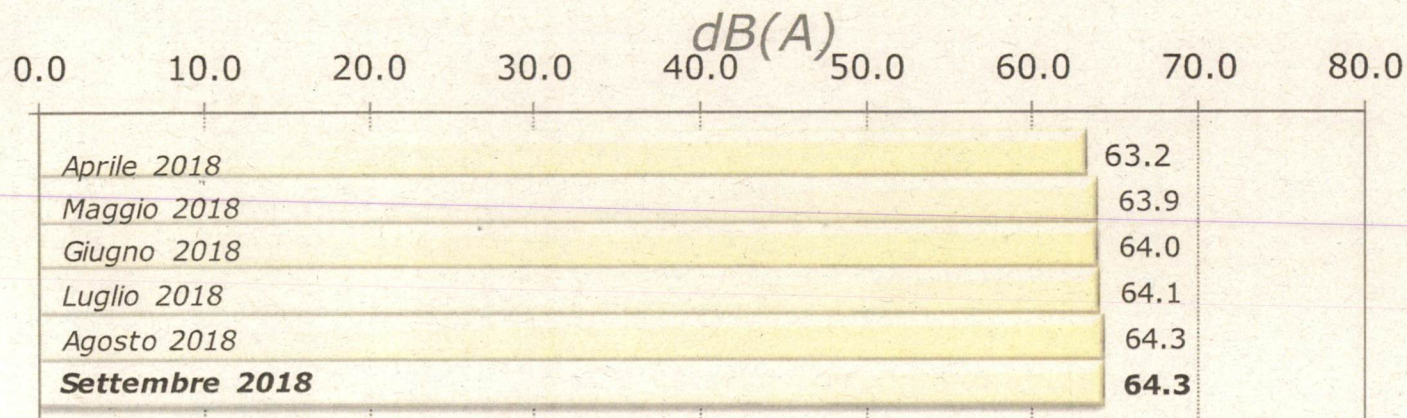 dB(A)
0.0 10.0 20.0 30.0 40.0 50.0 60.0 70.0 80.0
Aprile 2018 63.2
Maggio 2018 63.9
Giugno 2018 64.0
Luglio 2018 64.1
Agosto 2018 64.3
Settembre 2018 64.3